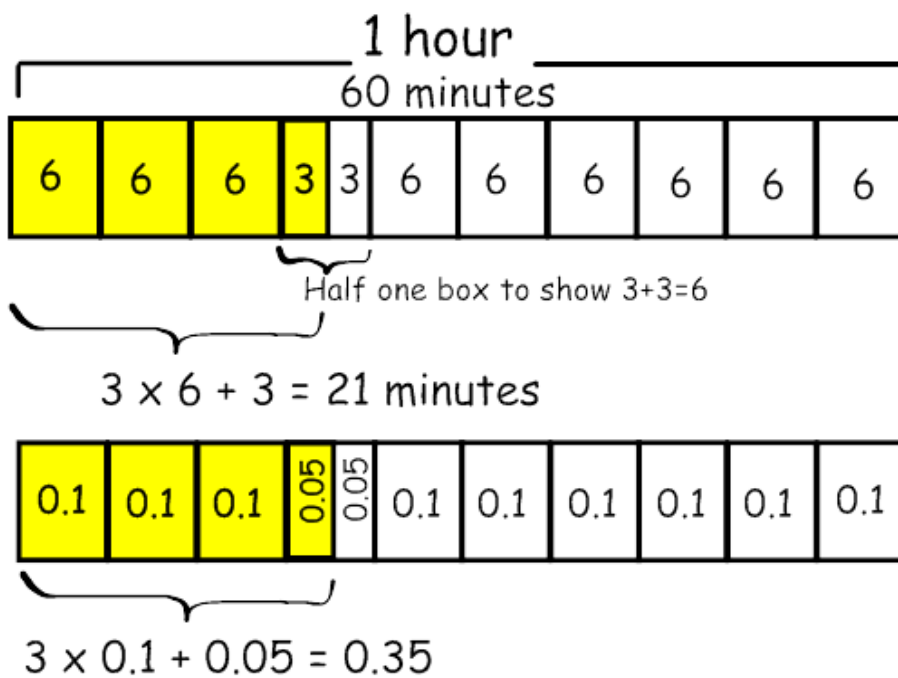 1 hour
60 minutes
6 6 6 3 3 6 6 6 6 6 6
Half one box to show 3+3=6
3 x 6 + 3 = 21 minutes
0.1 0.1 0.1 0.05 0.05 0.1 0.1 0.1 0.1 0.1 0.1
3 x 0.1 + 0.05 = 0.35